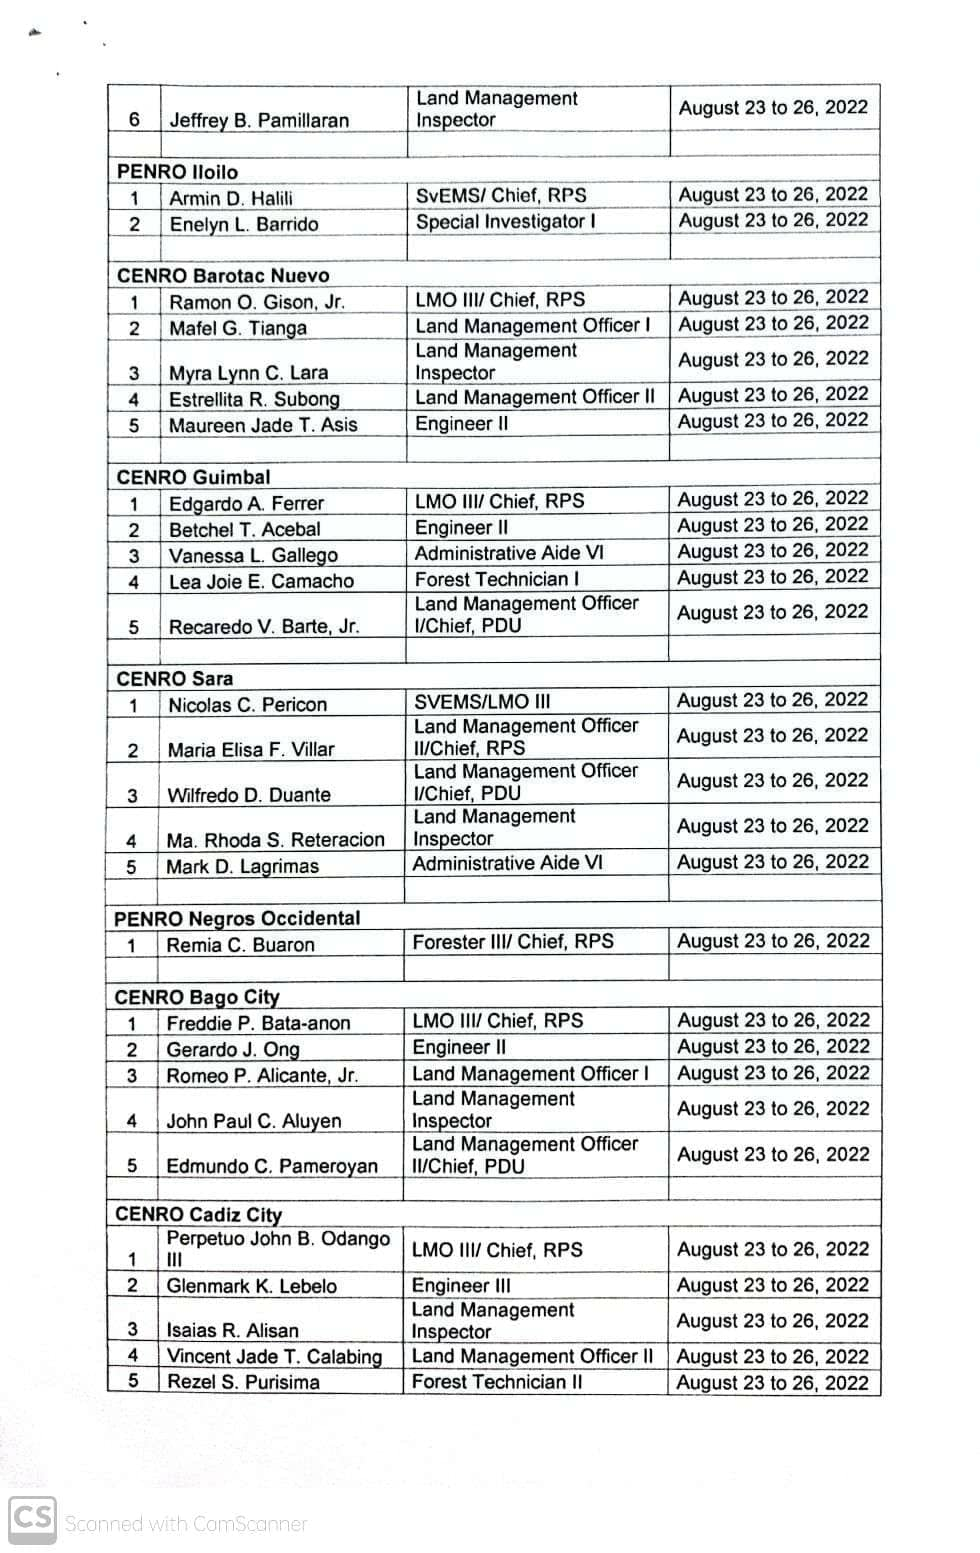 6 Jeffrey B. Pamillaran Land Management Inspector August 23 to 26, 2022
PENRO Iloilo
1 Armin D. Halili SvEMS/ Chief, RPS August 23 to 26, 2022
2 Enelyn L. Barrido Special Investigator I August 23 to 26, 2022
CENRO Barotac Nuevo
1 Ramon O. Gison, Jr. LMO III/ Chief, RPS August 23 to 26, 2022
2 Mafel G. Tianga Land Management Officer I August 23 to 26, 2022
3 Myra Lynn C. Lara Land Management Inspector August 23 to 26, 2022
4 Estrellita R. Subong Land Management Officer II August 23 to 26, 2022
5 Maureen Jade T. Asis Engineer II August 23 to 26, 2022
CENRO Guimbal
1 Edgardo A. Ferrer LMO III/ Chief, RPS August 23 to 26, 2022
2 Betchel T. Acebal Engineer II August 23 to 26, 2022
3 Vanessa L. Gallego Administrative Aide VI August 23 to 26, 2022
4 Lea Joie E. Camacho Forest Technician I August 23 to 26, 2022
5 Recaredo V. Barte, Jr. Land Management Officer I/Chief, PDU August 23 to 26, 2022
CENRO Sara
1 Nicolas C. Pericon SVEMS/LMO III August 23 to 26, 2022
2 Maria Elisa F. Villar Land Management Officer II/Chief, RPS August 23 to 26, 2022
3 Wilfredo D. Duante Land Management Officer I/Chief, PDU August 23 to 26, 2022
4 Ma. Rhoda S. Reteracion Land Management Inspector August 23 to 26, 2022
5 Mark D. Lagrimas Administrative Aide VI August 23 to 26, 2022
PENRO Negros Occidental
1 Remia C. Buaron Forester III/ Chief, RPS August 23 to 26, 2022
CENRO Bago City
1 Freddie P. Bata-anon LMO III/ Chief, RPS August 23 to 26, 2022
2 Gerardo J. Ong Engineer II August 23 to 26, 2022
3 Romeo P. Alicante, Jr. Land Management Officer I August 23 to 26, 2022
4 John Paul C. Aluyen Land Management Inspector August 23 to 26, 2022
5 Edmundo C. Pameroyan Land Management Officer II/Chief, PDU August 23 to 26, 2022
CENRO Cadiz City
1 Perpetuo John B. Odango III LMO III/ Chief, RPS August 23 to 26, 2022
2 Glenmark K. Lebelo Engineer III August 23 to 26, 2022
3 Isaias R. Alisan Land Management Inspector August 23 to 26, 2022
4 Vincent Jade T. Calabing Land Management Officer II August 23 to 26, 2022
5 Rezel S. Purisima Forest Technician II August 23 to 26, 2022
CS Scanned with CamScanner